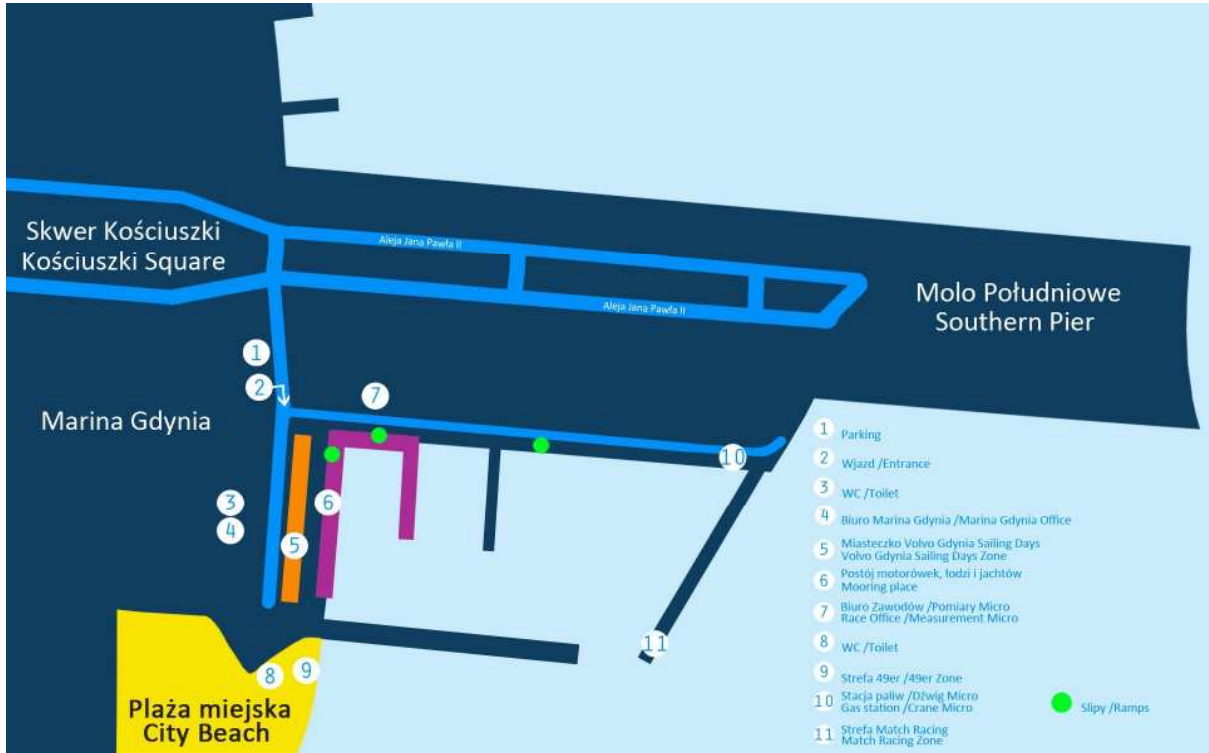 Aleja Jana Pawła II
Skwer Kościuszki
Kościuszki Square
Aleja Jana Pawła II
Molo Południowe
Southern Pier
1
2
7
Marina Gdynia
10
3
6
4
5
11
8
9
Plaża miejska
City Beach
1 Parking
2 Wjazd /Entrance
3 WC /Toilet
4 Biuro Marina Gdynia /Marina Gdynia Office
5 Miasteczko Volvo Gdynia Sailing Days
Volvo Gdynia Sailing Days Zone
6 Postój motorówek, łodzi i jachtów
Mooring place
7 Biuro Zawodów /Pomiary Micro
Race Office /Measurement Micro
8 WC /Toilet
9 Strefa 49er /49er Zone
10 Stacja paliw /Dźwig Micro
Gas station /Crane Micro
Slipy /Ramps
11 Strefa Match Racing
Match Racing Zone